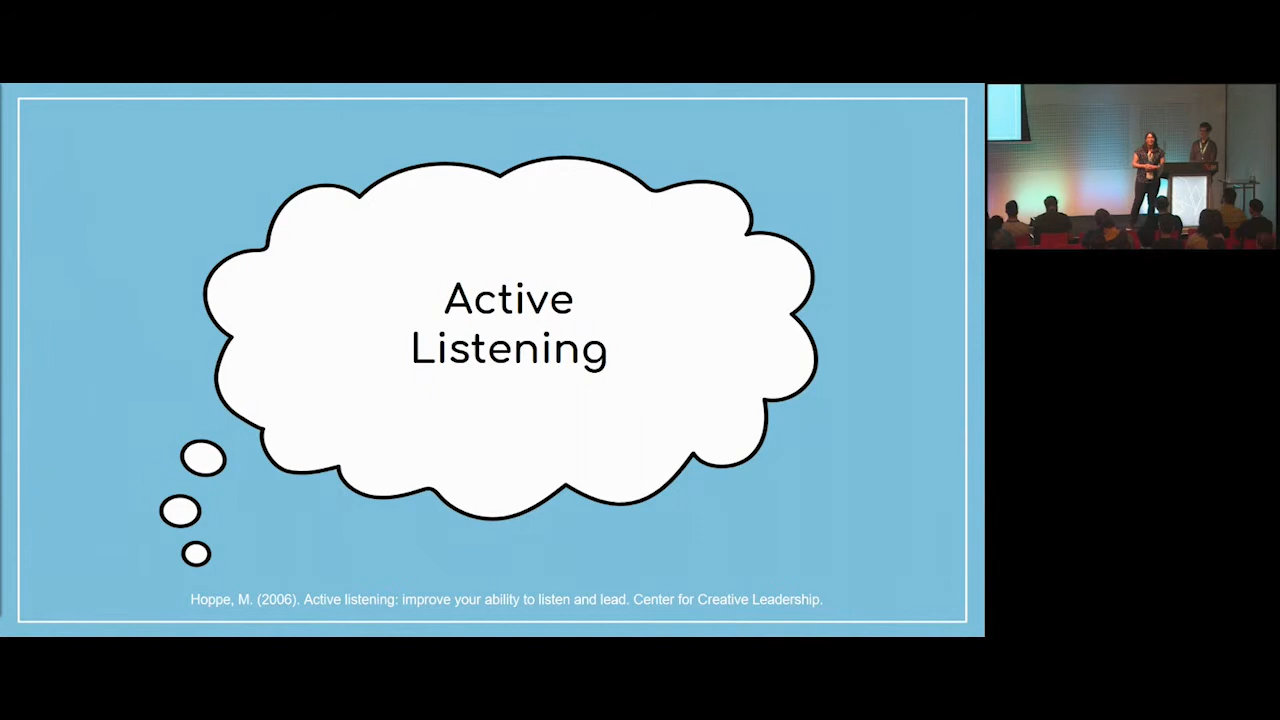 Active
Listening
Hoppe, M. (2006). Active listening: improve your ability to listen and lead. Center for Creative Leadership.